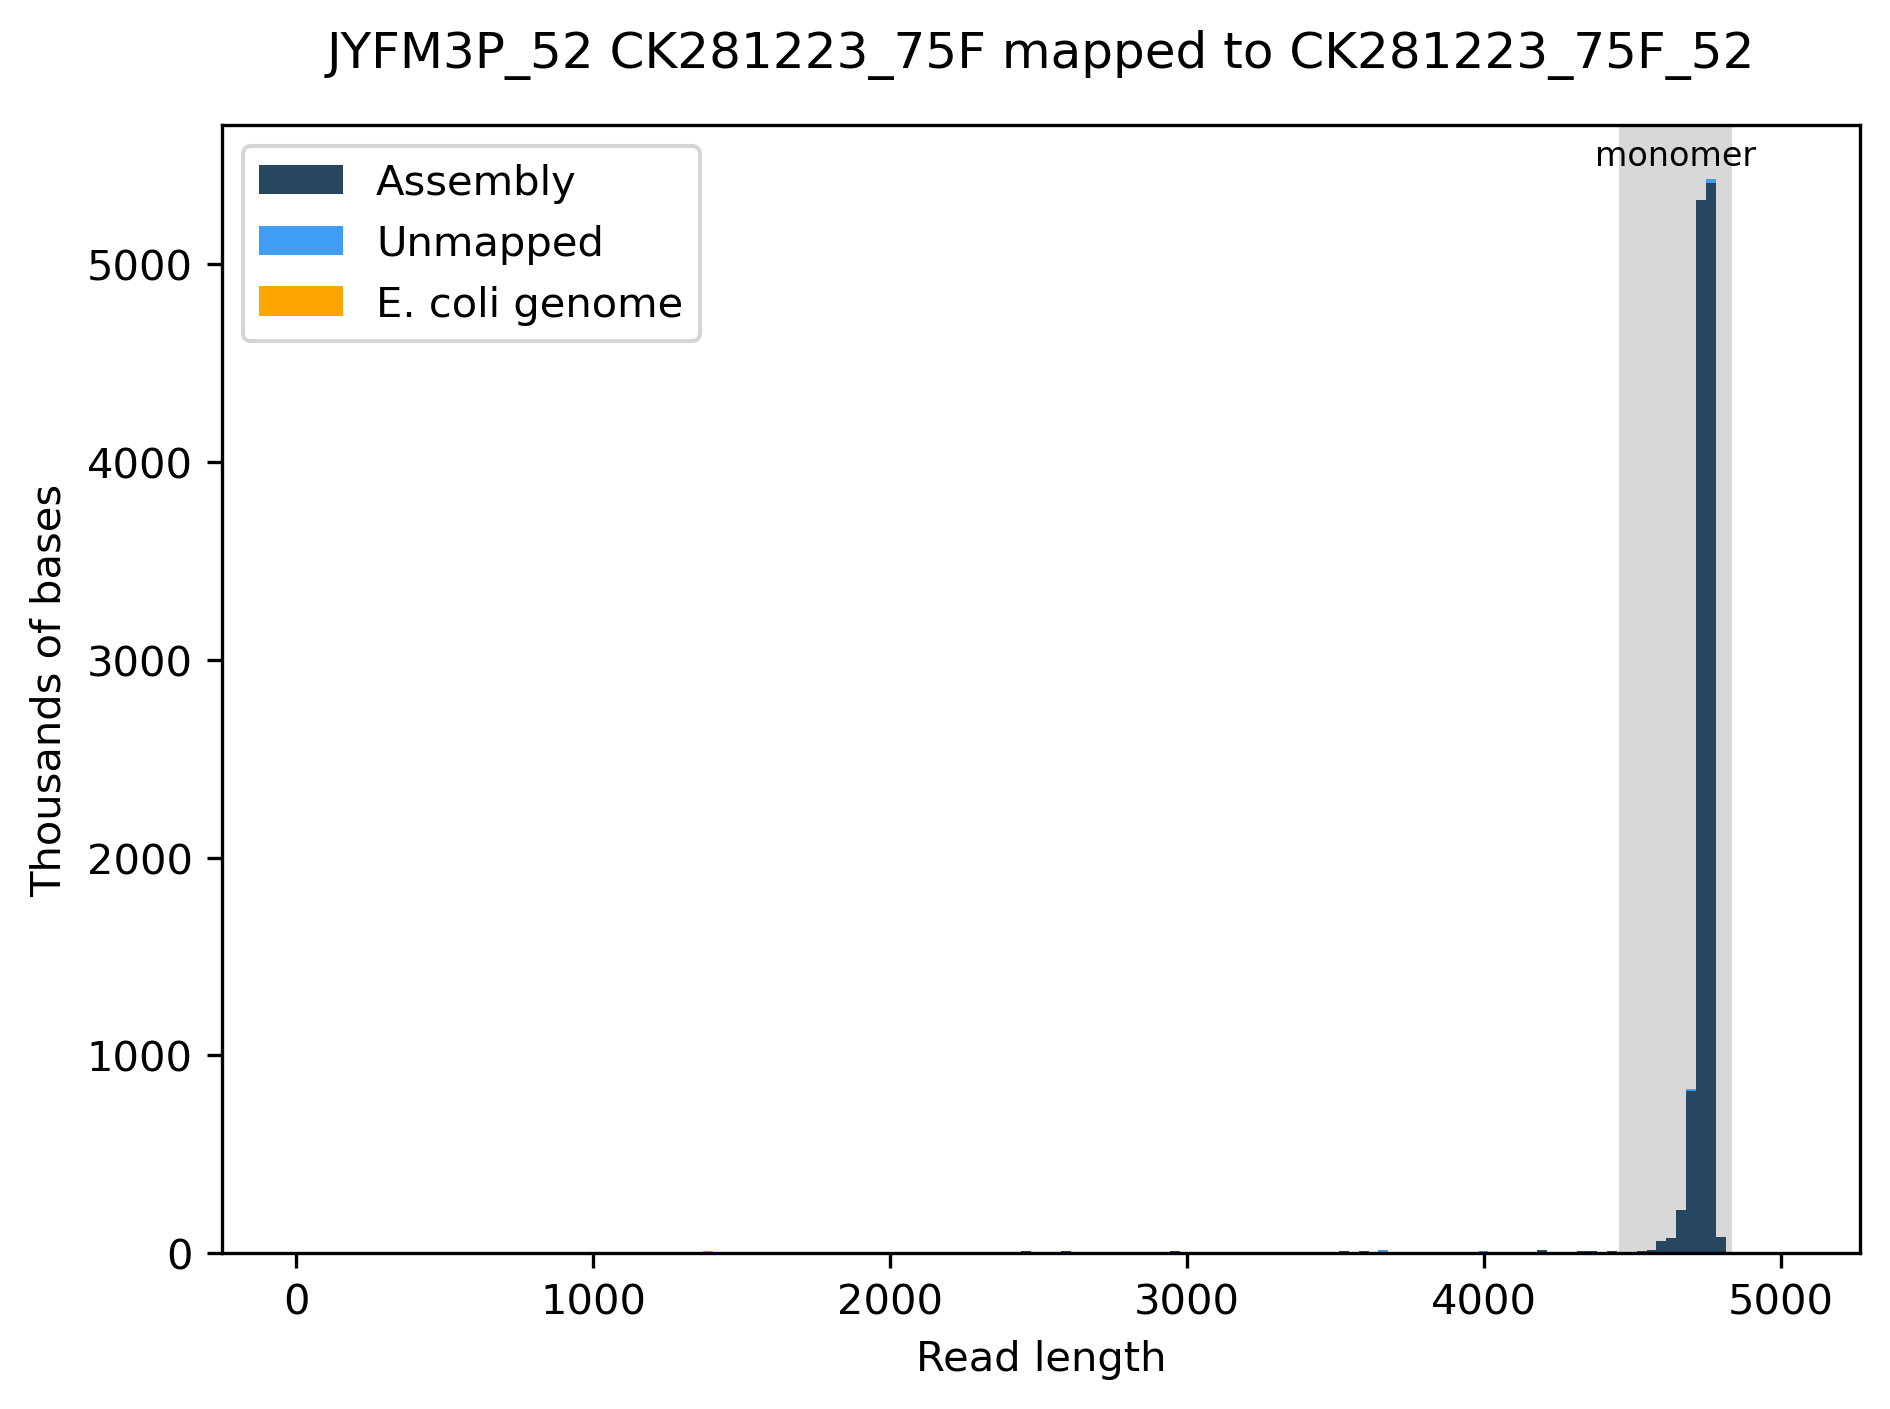 JYFM3P_52 CK281223_75F mapped to CK281223_75F_52
monomer
Assembly
Unmapped
E. coli genome
Thousands of bases
5000
4000
3000
2000
1000
0
0 1000 2000 3000 4000 5000
Read length